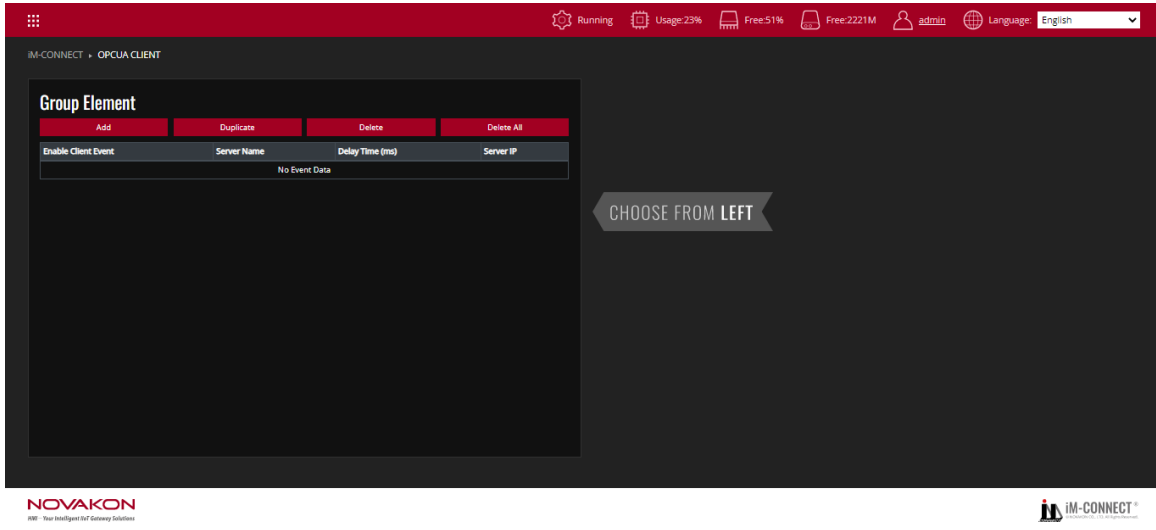 Running Usage:23% Free:51% Free:2221M admin Language: English
iM-CONNECT ▸ OPCUA CLIENT
Group Element
Add Duplicate Delete Delete All
Enable Client Event Server Name Delay Time (ms) Server IP
No Event Data
CHOOSE FROM LEFT
NOVAKON iM-CONNECT ®
HMI - Your Intelligent IIoT Gateway Solutions